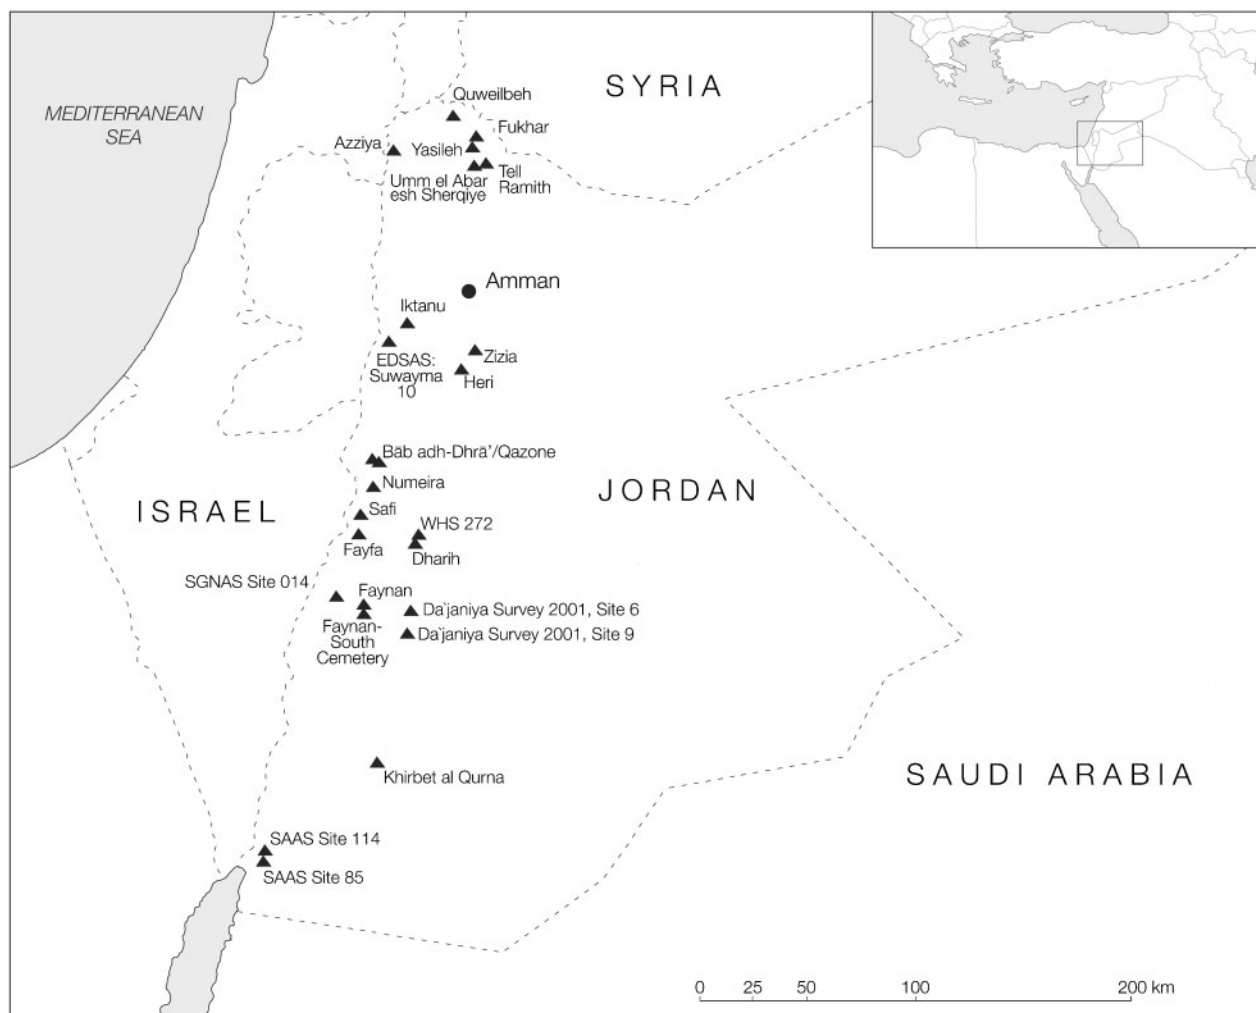 SYRIA
MEDITERRANEAN
SEA
Quweilbeh
Fukhar
Azziya
Yasileh
Tell
Ramith
Umm el Abar
esh Sherqiye
Amman
Iktanu
EDSAS:
Suwayma
10
Zizia
Heri
Bāb adh-Dhrā'/Qazone
Numeira
JORDAN
ISRAEL
Safi
WHS 272
Fayfa
Dharih
SGNAS Site 014
Faynan
Da`janiya Survey 2001, Site 6
Faynan-
South
Cemetery
Da`janiya Survey 2001, Site 9
Khirbet al Qurna
SAUDI ARABIA
SAAS Site 114
SAAS Site 85
0 25 50 100 200 km